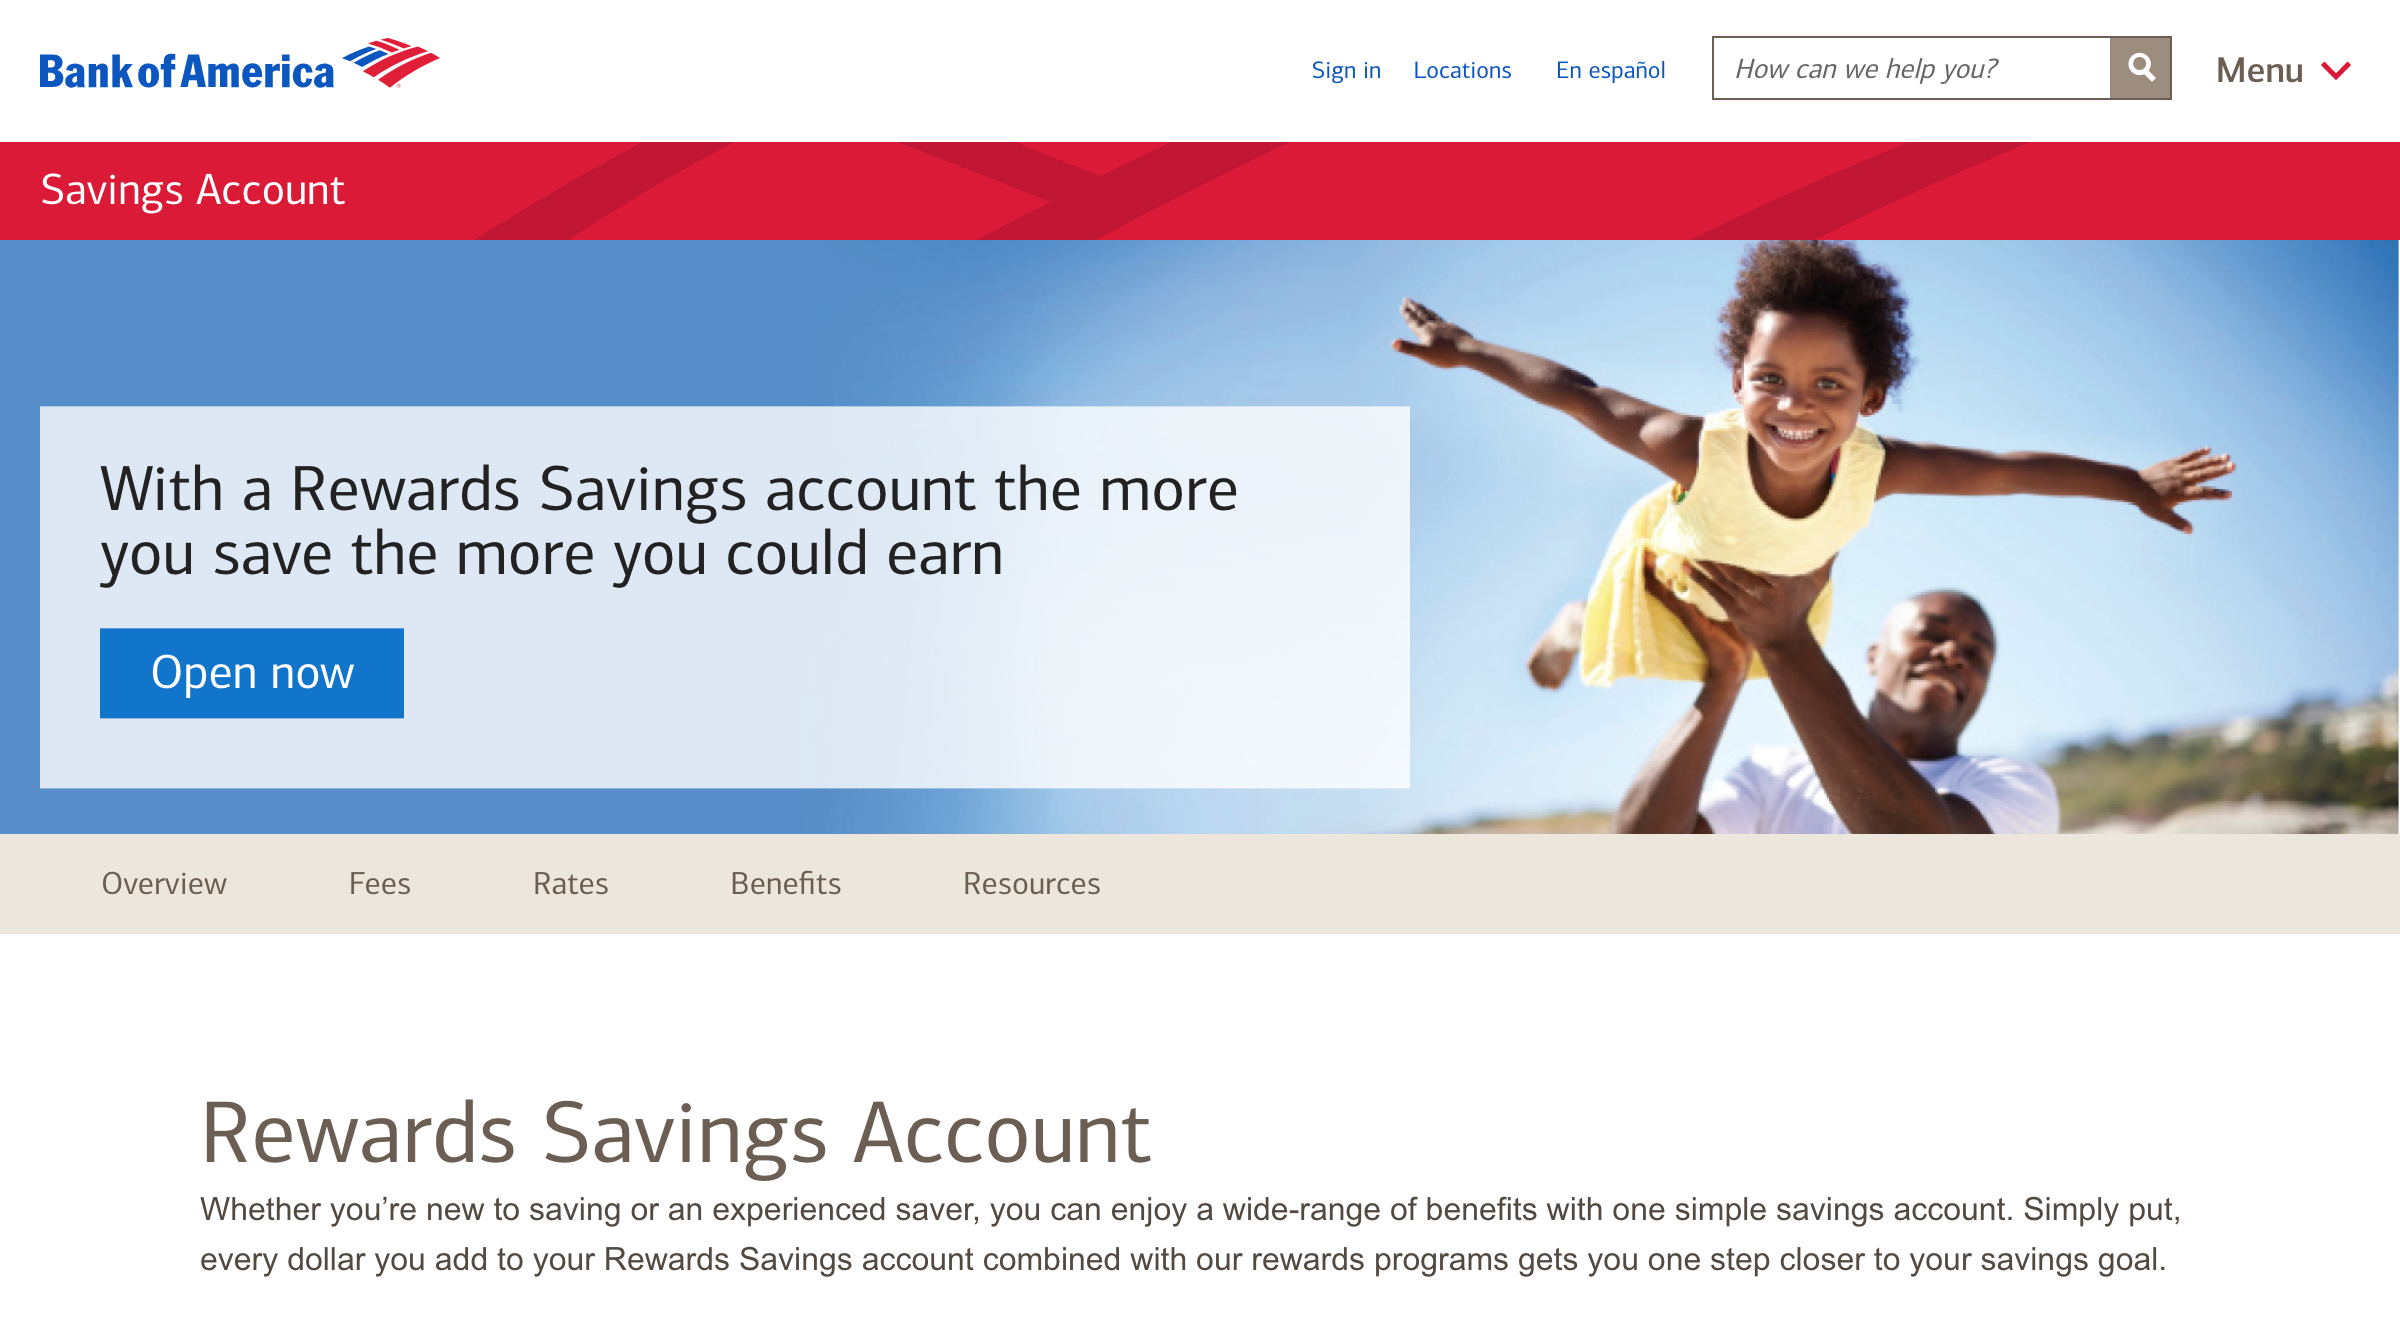 Bank of America
Sign in
Locations
En español
How can we help you?
Menu
Savings Account
With a Rewards Savings account the more
you save the more you could earn
Open now
Overview
Fees
Rates
Benefits
Resources
Rewards Savings Account
Whether you’re new to saving or an experienced saver, you can enjoy a wide-range of benefits with one simple savings account. Simply put,
every dollar you add to your Rewards Savings account combined with our rewards programs gets you one step closer to your savings goal.